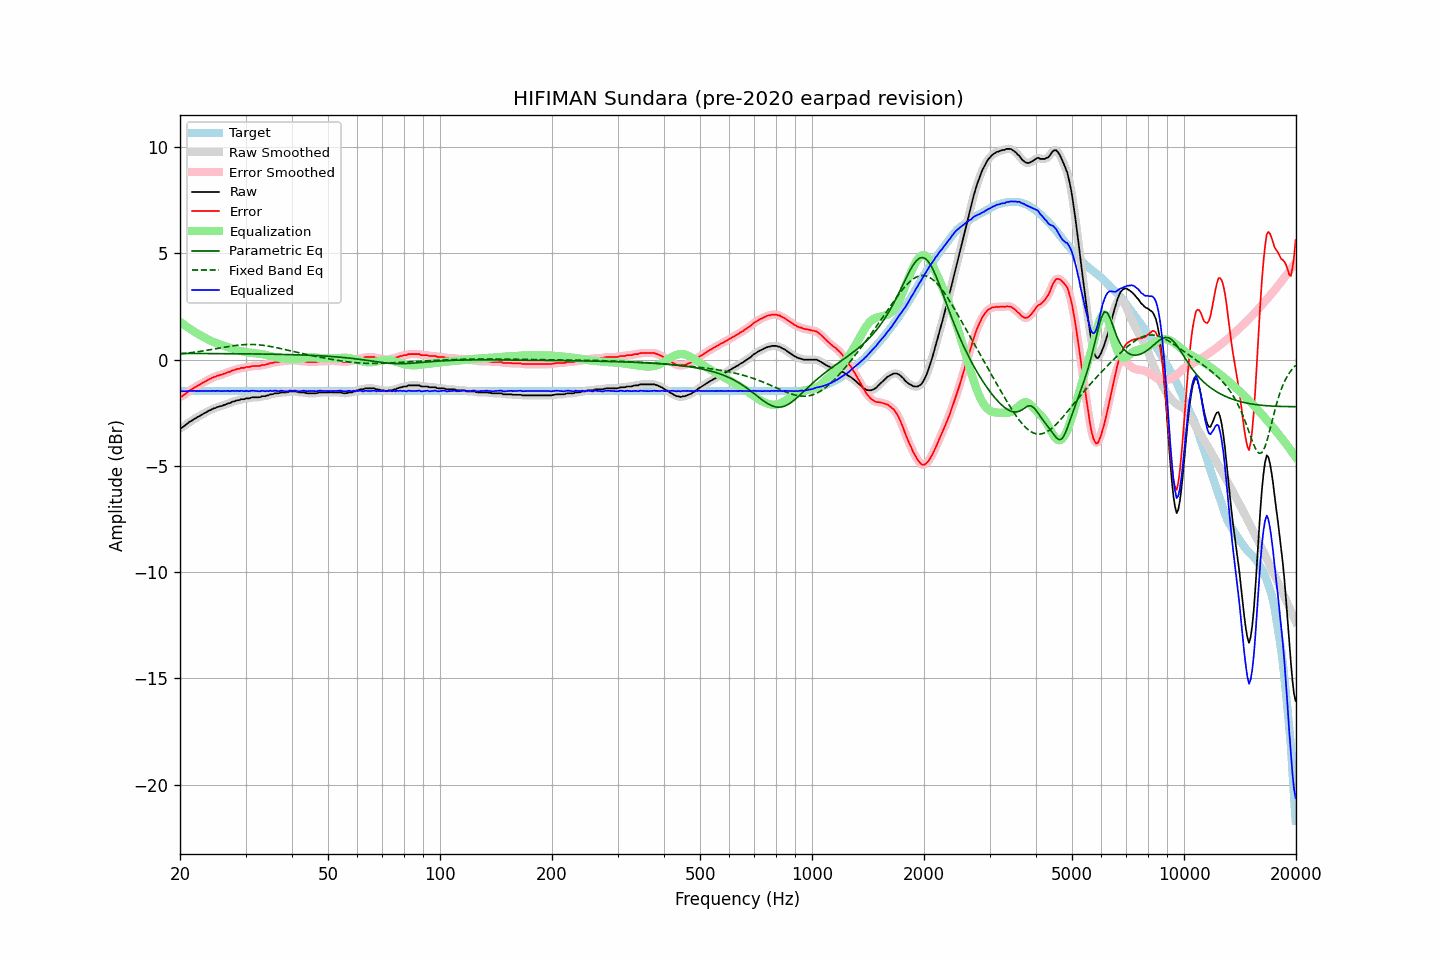 HIFIMAN Sundara (pre-2020 earpad revision)
Target
Raw Smoothed
Error Smoothed
Raw
Error
Equalization
Parametric Eq
Fixed Band Eq
Equalized
10
5
0
−5
−10
−15
−20
Amplitude (dBr)
20 50 100 200 500 1000 2000 5000 10000 20000
Frequency (Hz)